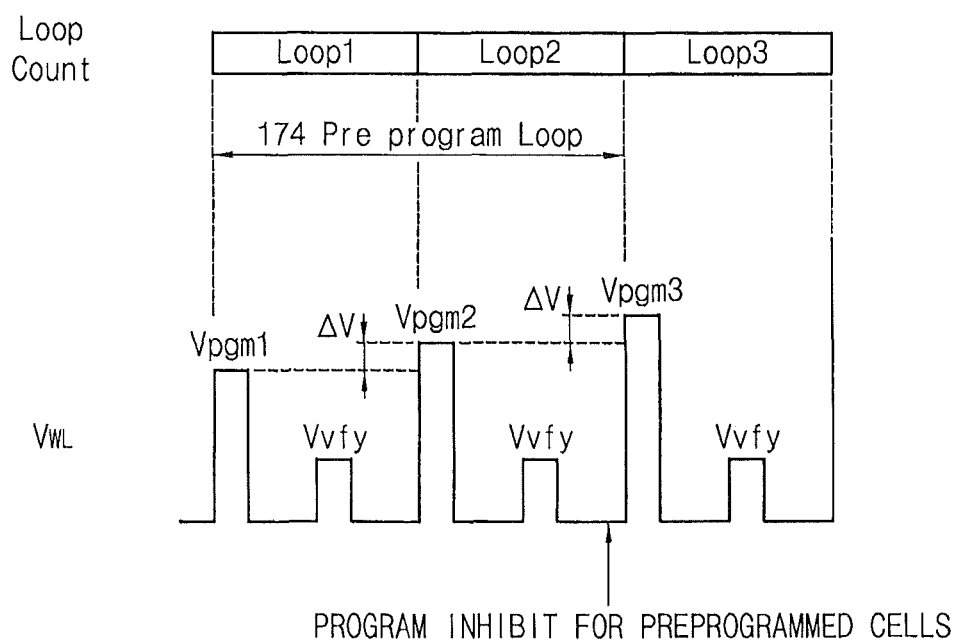 Loop
Count
Loop1 Loop2 Loop3
174 Pre program Loop
ΔV Vpgm3
ΔV Vpgm2
Vpgm1
VWL
Vvfy Vvfy Vvfy
PROGRAM INHIBIT FOR PREPROGRAMMED CELLS